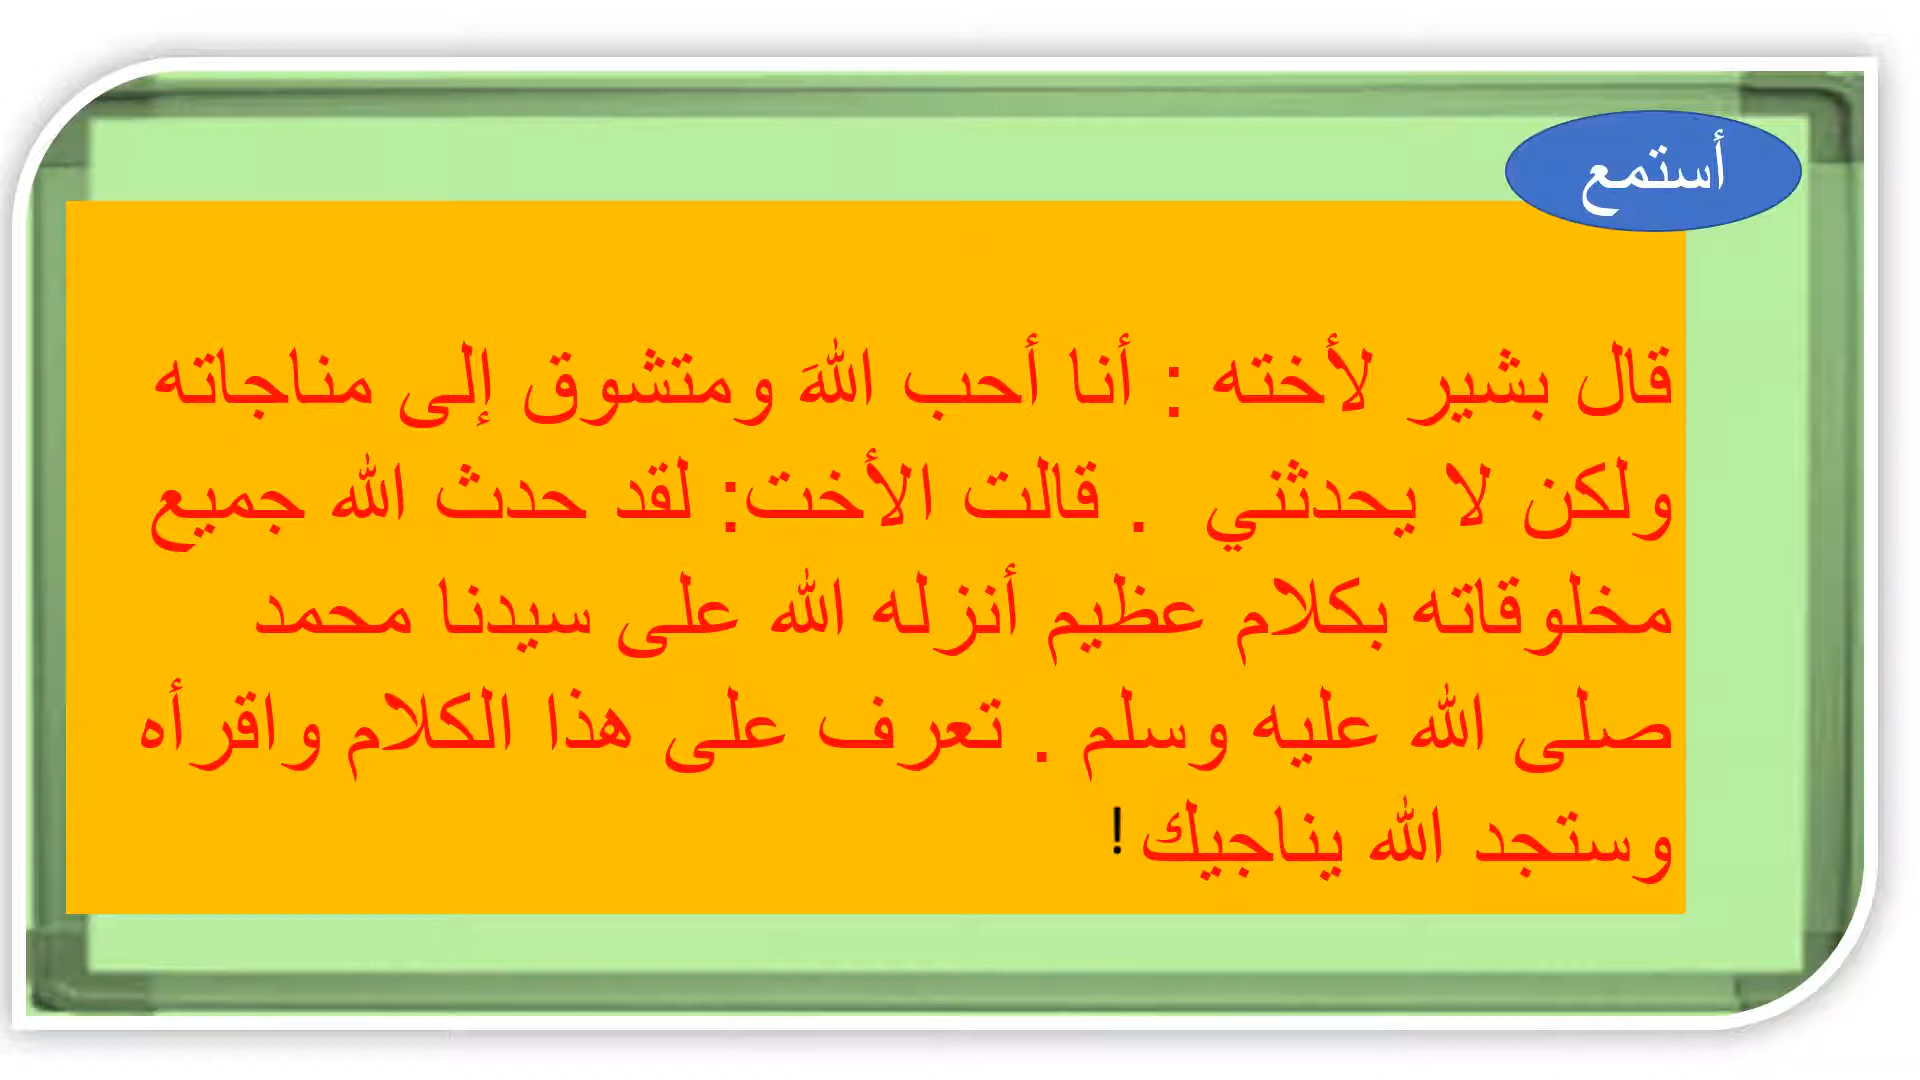 أستمع
قال بشير لأخته : أنا أحب اللهَ ومتشوق إلى مناجاته
ولكن لا يحدثني . قالت الأخت: لقد حدث الله جميع
مخلوقاته بكلام عظيم أنزله الله على سيدنا محمد
صلى الله عليه وسلم . تعرف على هذا الكلام واقرأه
وستجد الله يناجيك !